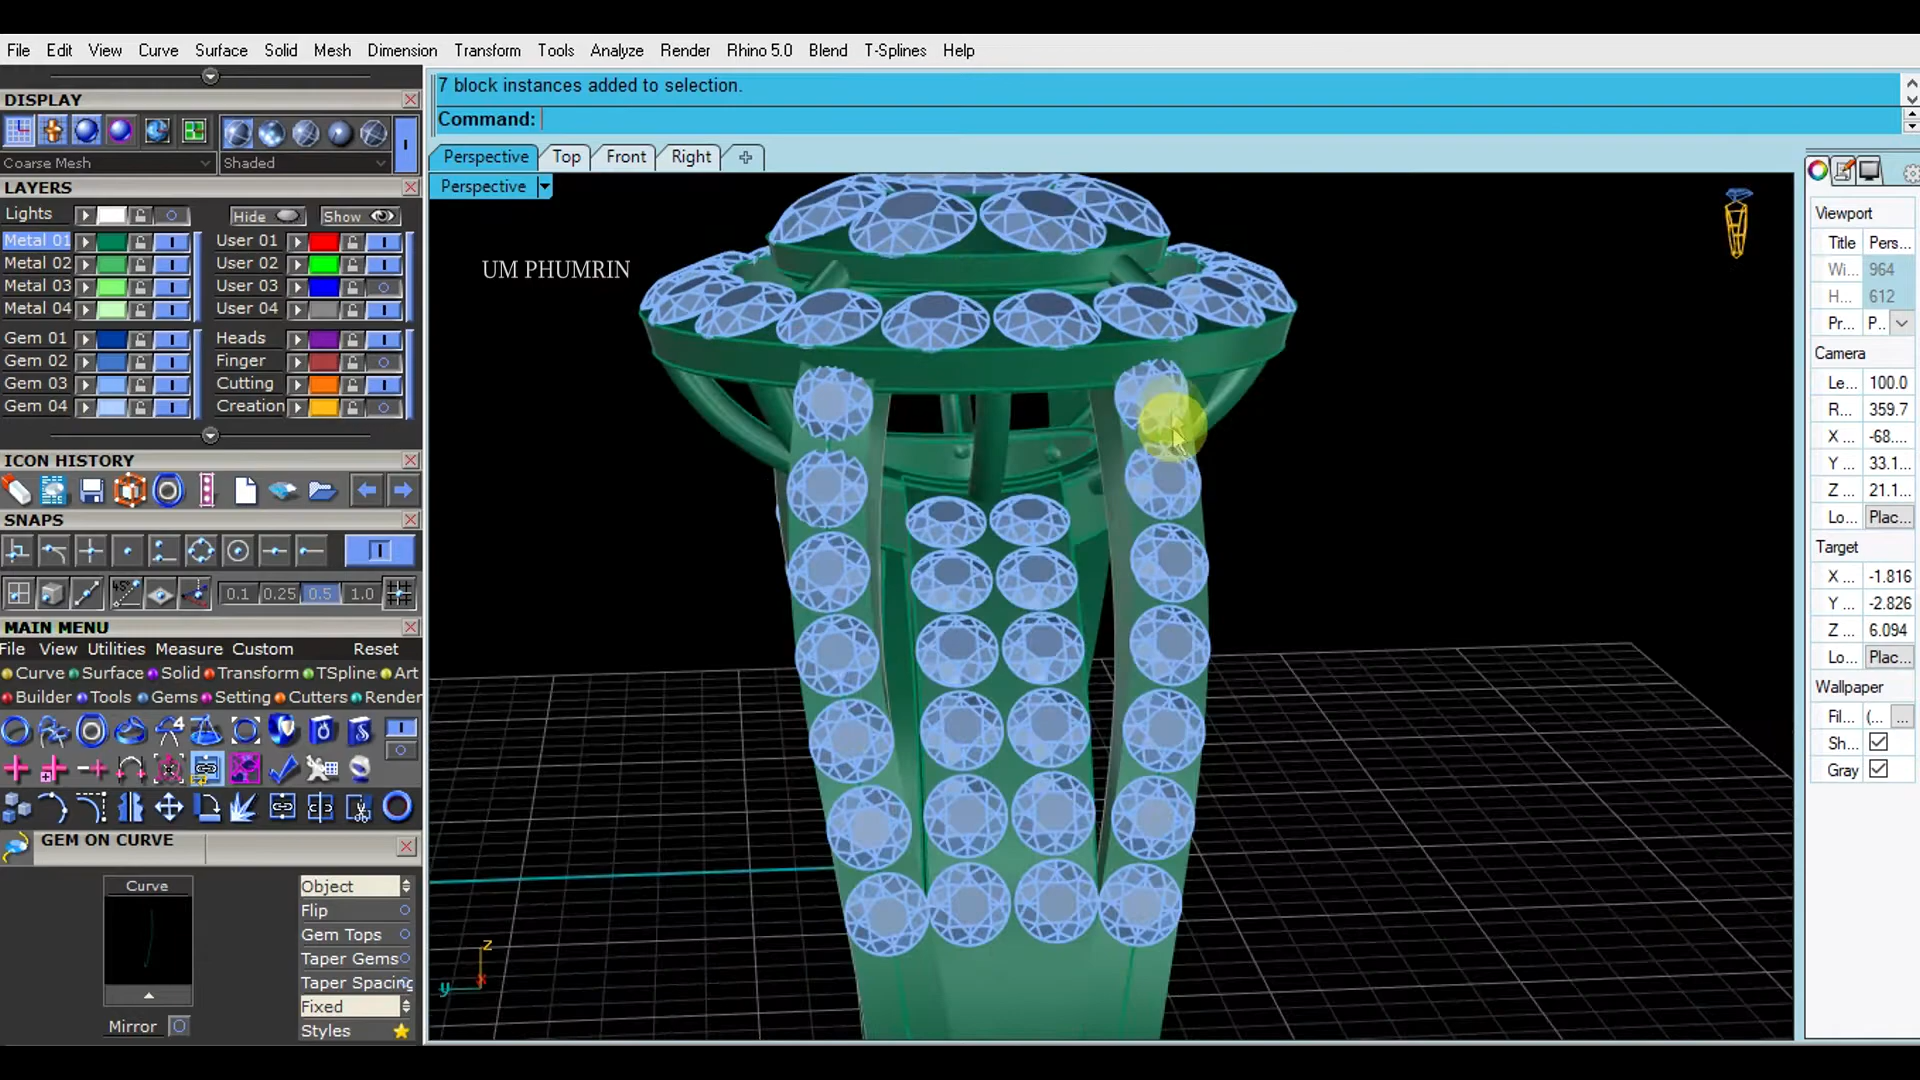 File Edit View Curve Surface Solid Mesh Dimension Transform Tools Analyze Render Rhino 5.0 Blend T-Splines Help
7 block instances added to selection.
Command:
Perspective Top Front Right
Perspective
UM PHUMRIN
z
y
x
DISPLAY
Coarse Mesh Shaded
LAYERS
Lights Hide Show
Metal 01 User 01
Metal 02 User 02
Metal 03 User 03
Metal 04 User 04
Gem 01 Heads
Gem 02 Finger
Gem 03 Cutting
Gem 04 Creation
ICON HISTORY
SNAPS
45°
0.1 0.25 0.5 1.0
MAIN MENU
File View Utilities Measure Custom Reset
Curve Surface Solid Transform TSpline Art
Builder Tools Gems Setting Cutters Render
GEM ON CURVE
Curve
Mirror
Object
Flip
Gem Tops
Taper Gems
Taper Spacing
Fixed
Styles
Viewport
Title Pers...
Wi... 964
H... 612
Pr... P...
Camera
Le... 100.0
R... 359.7
X ... -68....
Y ... 33.1...
Z ... 21.1...
Lo... Plac...
Target
X ... -1.816
Y ... -2.826
Z ... 6.094
Lo... Plac...
Wallpaper
Fil... (... ...
Sh...
Gray